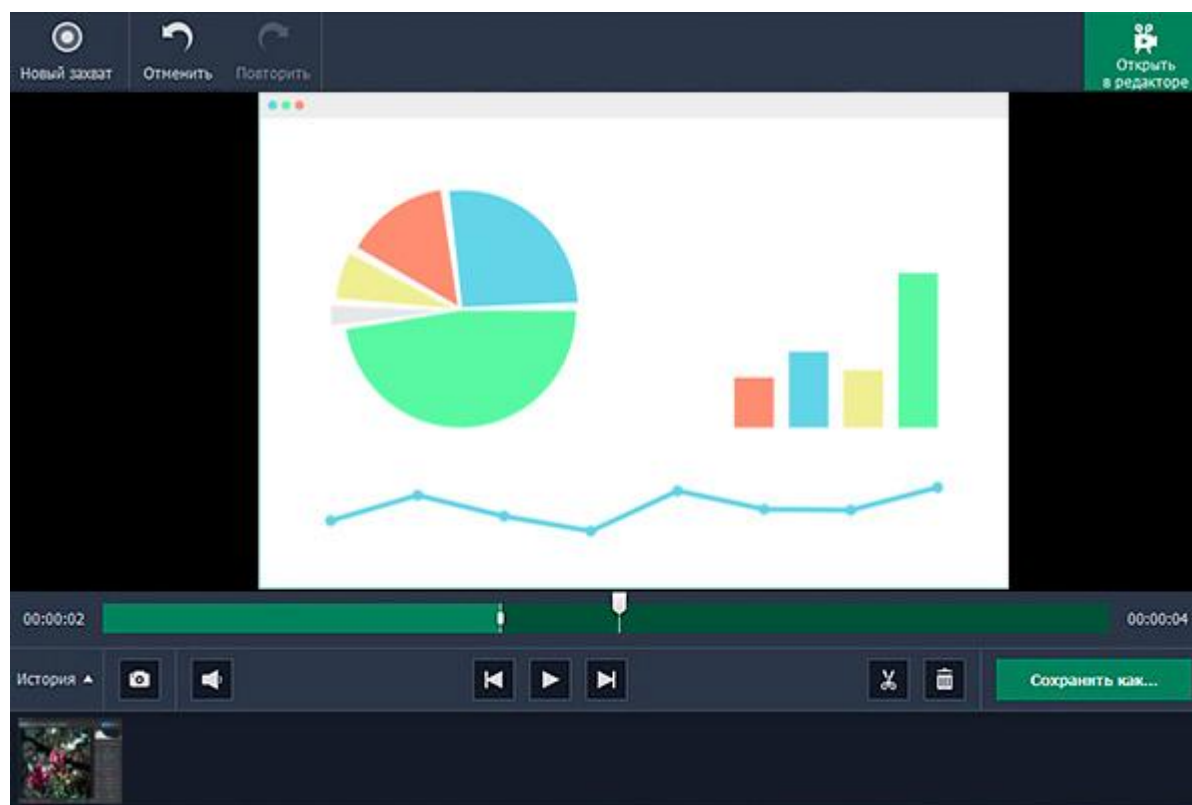 Новый захват
Отменить
Повторить
Открыть
в редакторе
00:00:02
00:00:04
История
Сохранить как...